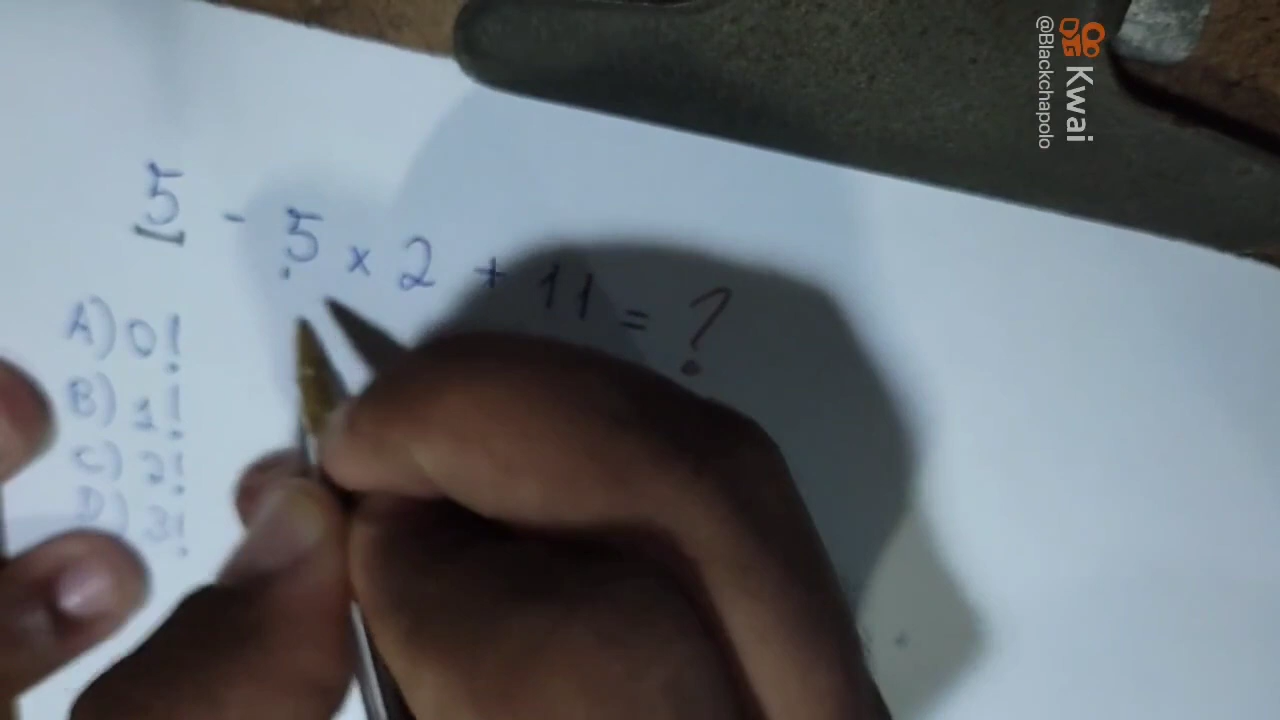 5 - 5 x 2 + 11 = ?
A) 0!
B) 1!
C) 2!
D) 3!
Kwai
@Blackchapolo